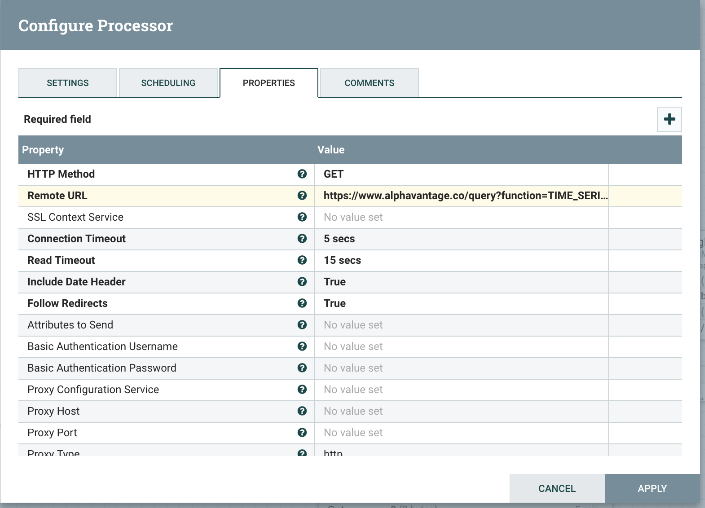 Configure Processor
SETTINGS SCHEDULING PROPERTIES COMMENTS
Required field
Property Value
HTTP Method GET
Remote URL https://www.alphavantage.co/query?function=TIME_SERI...
SSL Context Service No value set
Connection Timeout 5 secs
Read Timeout 15 secs
Include Date Header True
Follow Redirects True
Attributes to Send No value set
Basic Authentication Username No value set
Basic Authentication Password No value set
Proxy Configuration Service No value set
Proxy Host No value set
Proxy Port No value set
Proxy Type http
CANCEL APPLY